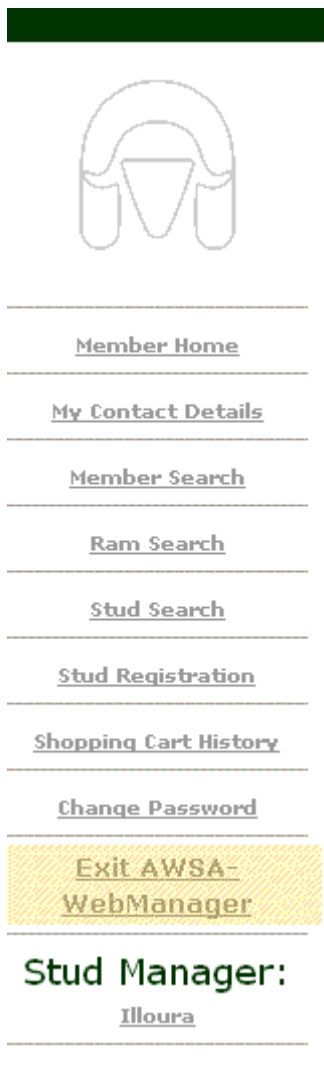 Member Home
My Contact Details
Member Search
Ram Search
Stud Search
Stud Registration
Shopping Cart History
Change Password
Exit AWSA-
WebManager
Stud Manager:
Illoura